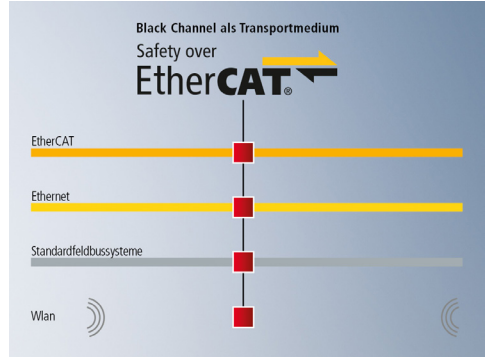 Black Channel als Transportmedium
Safety over
EtherCAT®
EtherCAT
Ethernet
Standardfeldbussysteme
Wlan